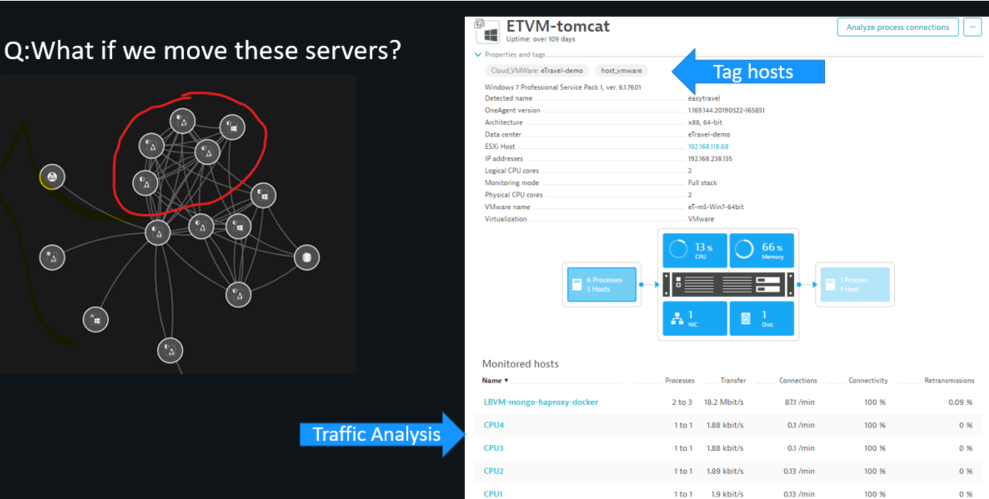 Q:What if we move these servers?
ETVM-tomcat
Uptime: over 109 days
Analyze process connections
...
Properties and tags
Cloud_VMWare: eTravel-demo
host_vmware
Tag hosts
Windows 7 Professional Service Pack 1, ver. 6.1.7601
Detected name easytravel
OneAgent version 1.169.144.20190522-165851
Architecture x86, 64-bit
Data center eTravel-demo
ESXi Host 192.168.118.68
IP addresses 192.168.238.135
Logical CPU cores 2
Monitoring mode Full stack
Physical CPU cores 2
VMware name eT-m5-Win7-64bit
Virtualization VMware
13 %
CPU
66 %
Memory
6 Processes
5 Hosts
1 Process
1 Host
1
NIC
1
Disk
Monitored hosts
Name ▾ Processes Transfer Connections Connectivity Retransmissions
LBVM-mongo-haproxy-docker 2 to 3 18.2 Mbit/s 873 /min 100 % 0.09 %
Traffic Analysis
CPU4 1 to 1 1.88 kbit/s 0.1 /min 100 % 0 %
CPU3 1 to 1 1.88 kbit/s 0.1 /min 100 % 0 %
CPU2 1 to 1 1.89 kbit/s 0.13 /min 100 % 0 %
CPU1 1 to 1 1.9 kbit/s 0.13 /min 100 % 0 %